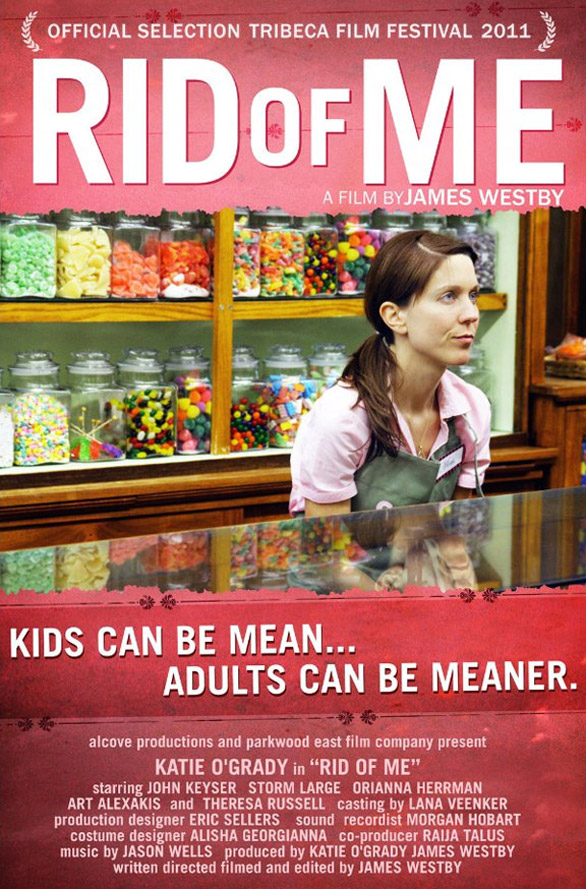 OFFICIAL SELECTION TRIBECA FILM FESTIVAL 2011
RID OF ME
A FILM BY JAMES WESTBY
KIDS CAN BE MEAN...
ADULTS CAN BE MEANER.
alcove productions and parkwood east film company present
KATIE O'GRADY in "RID OF ME"
starring JOHN KEYSER STORM LARGE ORIANNA HERRMAN
ART ALEXAKIS and THERESA RUSSELL casting by LANA VEENKER
production designer ERIC SELLERS sound recordist MORGAN HOBART
costume designer ALISHA GEORGIANNA co-producer RAIJA TALUS
music by JASON WELLS produced by KATIE O'GRADY JAMES WESTBY
written directed filmed and edited by JAMES WESTBY